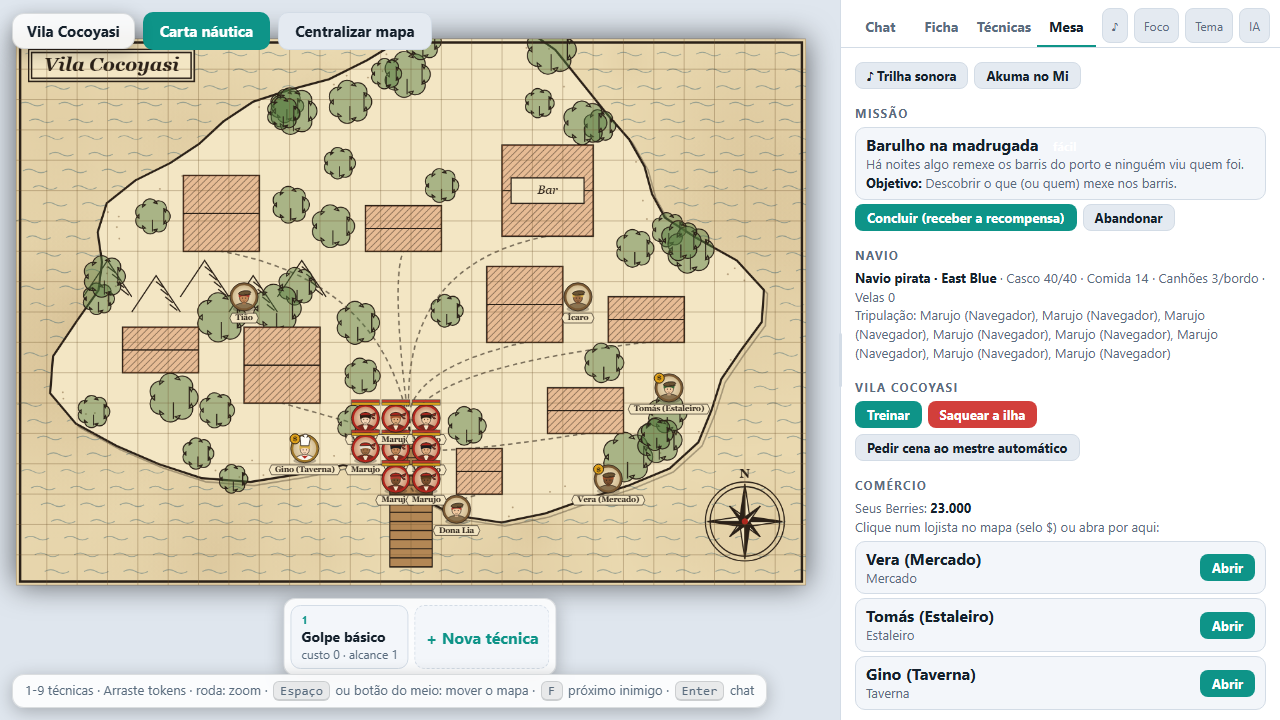 Vila Cocoyasi
Carta náutica
Centralizar mapa
Vila Cocoyasi
Bar
Tião
Ícaro
Tomás (Estaleiro)
Gino (Taverna)
Marujo
Marujo
Marujo
Vera (Mercado)
Dona Lia
N
1
Golpe básico
custo 0 · alcance 1
+ Nova técnica
1-9 técnicas · Arraste tokens · roda: zoom · Espaço ou botão do meio: mover o mapa · F próximo inimigo · Enter chat
Chat
Ficha
Técnicas
Mesa
♪
Foco
Tema
IA
♪ Trilha sonora
Akuma no Mi
MISSÃO
Barulho na madrugada fácil
Há noites algo remexe os barris do porto e ninguém viu quem foi.
Objetivo: Descobrir o que (ou quem) mexe nos barris.
Concluir (receber a recompensa)
Abandonar
NAVIO
Navio pirata · East Blue · Casco 40/40 · Comida 14 · Canhões 3/bordo ·
Velas 0
Tripulação: Marujo (Navegador), Marujo (Navegador), Marujo
(Navegador), Marujo (Navegador), Marujo (Navegador), Marujo
(Navegador), Marujo (Navegador), Marujo (Navegador)
VILA COCOYASI
Treinar
Saquear a ilha
Pedir cena ao mestre automático
COMÉRCIO
Seus Berries: 23.000
Clique num lojista no mapa (selo $) ou abra por aqui:
Vera (Mercado)
Mercado
Abrir
Tomás (Estaleiro)
Estaleiro
Abrir
Gino (Taverna)
Taverna
Abrir